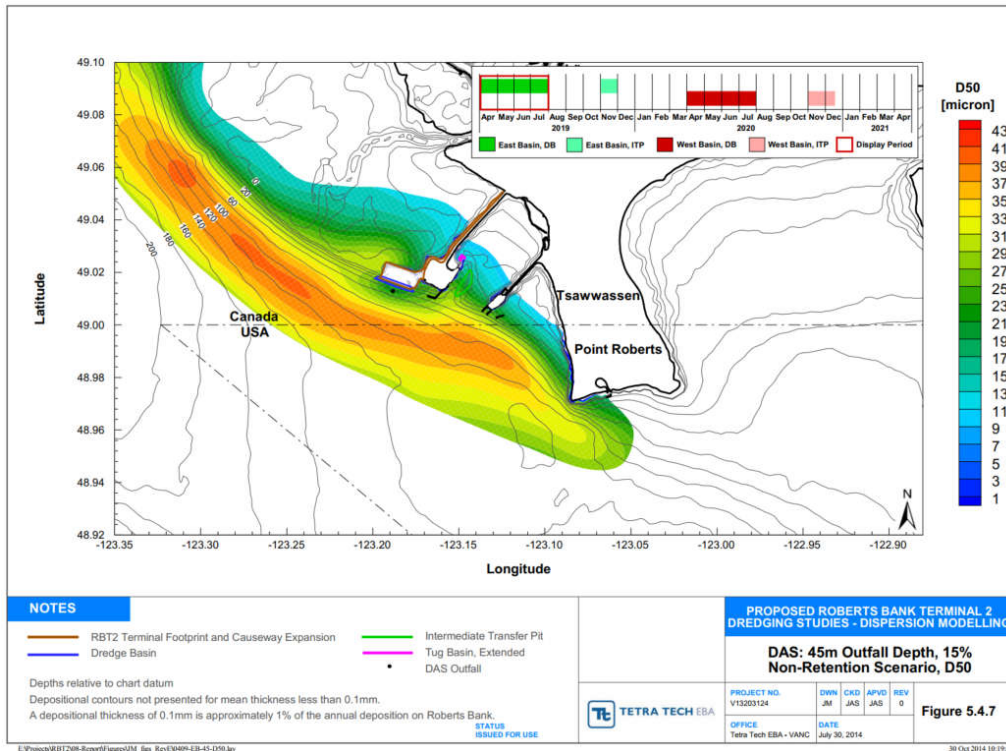 49.10
49.08
49.06
49.04
49.02
49.00
48.98
48.96
48.94
48.92
Latitude
-123.35
-123.30
-123.25
-123.20
-123.15
-123.10
-123.05
-123.00
-122.95
-122.90
Longitude
Apr May Jun Jul Aug Sep Oct Nov Dec Jan Feb Mar Apr May Jun Jul Aug Sep Oct Nov Dec Jan Feb Mar Apr
2019 2020 2021
East Basin, DB
East Basin, ITP
West Basin, DB
West Basin, ITP
Display Period
200
180
160
140
120
100
Canada
USA
Tsawwassen
Point Roberts
N
D50
[micron]
43
41
39
37
35
33
31
29
27
25
23
21
19
17
15
13
11
9
7
5
3
1
NOTES
RBT2 Terminal Footprint and Causeway Expansion
Dredge Basin
Intermediate Transfer Pit
Tug Basin, Extended
DAS Outfall
Depths relative to chart datum
Depositional contours not presented for mean thickness less than 0.1mm.
A depositional thickness of 0.1mm is approximately 1% of the annual deposition on Roberts Bank.
STATUS
ISSUED FOR USE
TETRA TECH EBA
PROPOSED ROBERTS BANK TERMINAL 2
DREDGING STUDIES - DISPERSION MODELLING
DAS: 45m Outfall Depth, 15%
Non-Retention Scenario, D50
PROJECT NO. DWN CKD APVD REV
V13203124 JM JAS JAS 0
OFFICE DATE
Tetra Tech EBA - VANC July 30, 2014
Figure 5.4.7